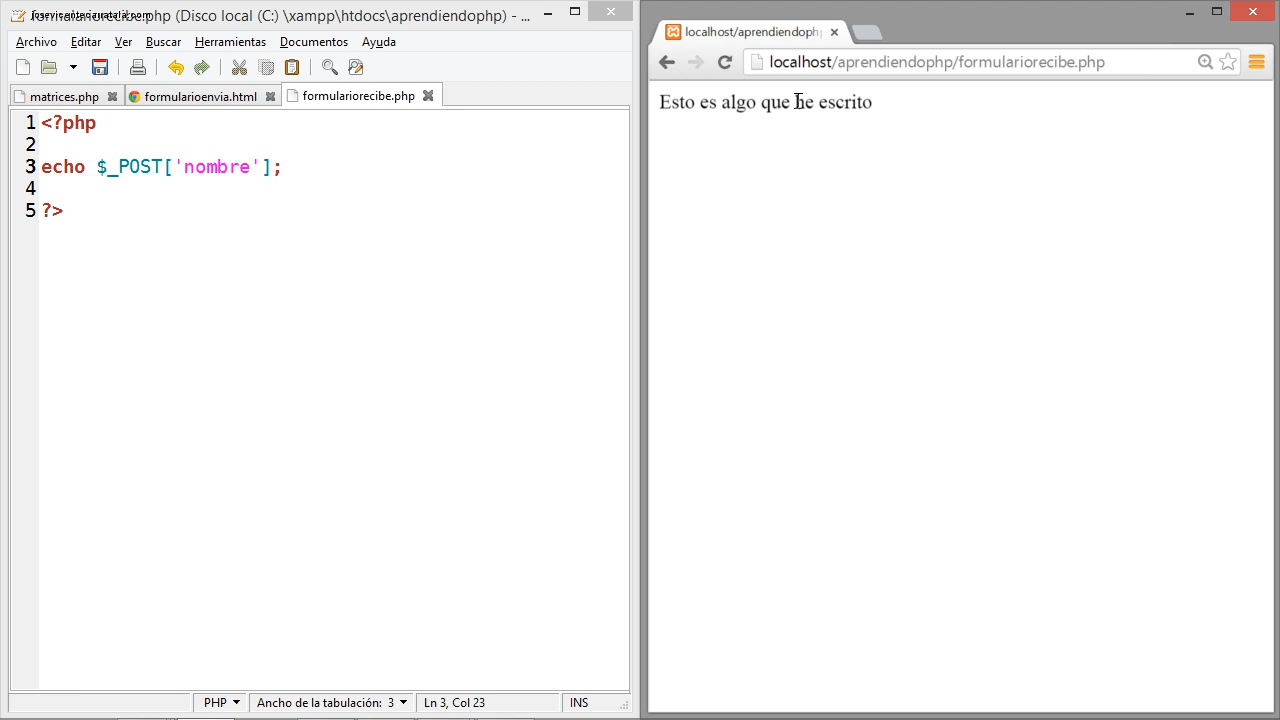 .php (Disco local (C:) \xampp\htdocs\aprendiendophp) - ...
Archivo Editar Ver Buscar Herramientas Documentos Ayuda
matrices.php formularioenvia.html formulariorecibe.php
1 <?php
2
3 echo $_POST['nombre'];
4
5 ?>
PHP Ancho de la tabulación: 3 Ln 3, Col 23 INS
localhost/aprendiendoph
localhost/aprendiendophp/formulariorecibe.php
Esto es algo que he escrito